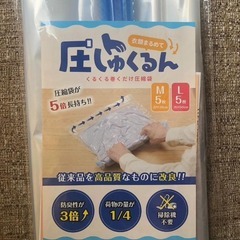 衣類まるめて
圧しゅくるん
くるくる巻くだけ圧縮袋
圧縮袋が
5倍長持ち!!
M
5枚
L
5枚
従来品を高品質なものに改良!!
防臭性が
3倍
荷物の量が
1/4
掃除機
不要